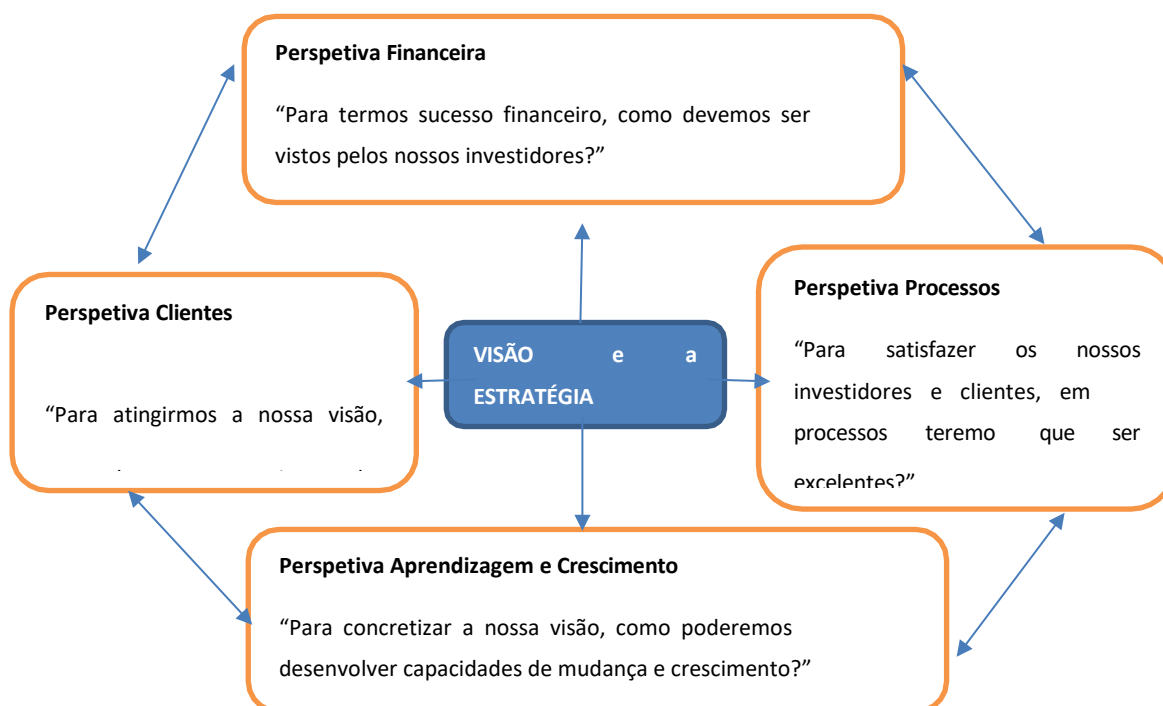 Perspetiva Financeira
“Para termos sucesso financeiro, como devemos ser
vistos pelos nossos investidores?”
Perspetiva Clientes
“Para atingirmos a nossa visão,
VISÃO e a
ESTRATÉGIA
Perspetiva Processos
“Para satisfazer os nossos
investidores e clientes, em
processos teremo que ser
excelentes?”
Perspetiva Aprendizagem e Crescimento
“Para concretizar a nossa visão, como poderemos
desenvolver capacidades de mudança e crescimento?”